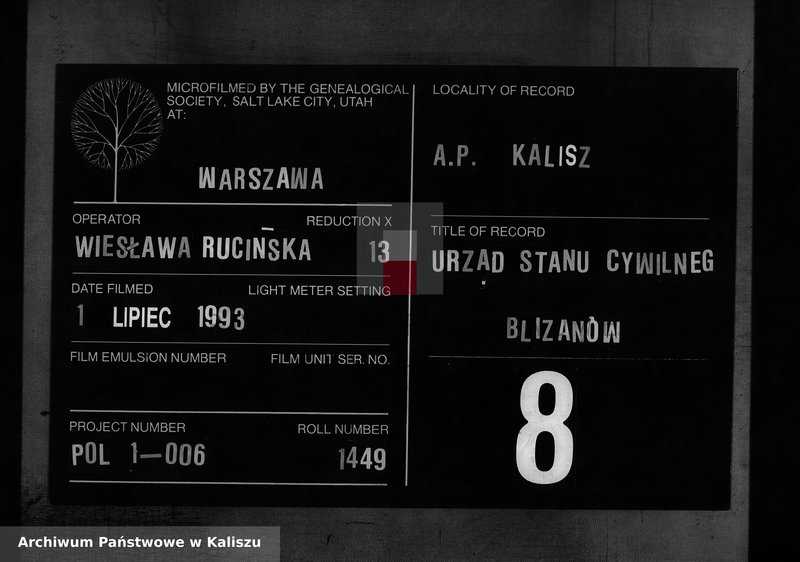 MICROFILMED BY THE GENEALOGICAL
SOCIETY, SALT LAKE CITY, UTAH
AT:
WARSZAWA
OPERATOR REDUCTION X
WIESŁAWA RUCIŃSKA 13
DATE FILMED LIGHT METER SETTING
1 LIPIEC 1993
FILM EMULSION NUMBER FILM UNIT SER. NO.
PROJECT NUMBER ROLL NUMBER
POL 1—006 1449
LOCALITY OF RECORD
A.P. KALISZ
TITLE OF RECORD
URZĄD STANU CYWILNEG
BLIZANÓW
8
Archiwum Państwowe w Kaliszu